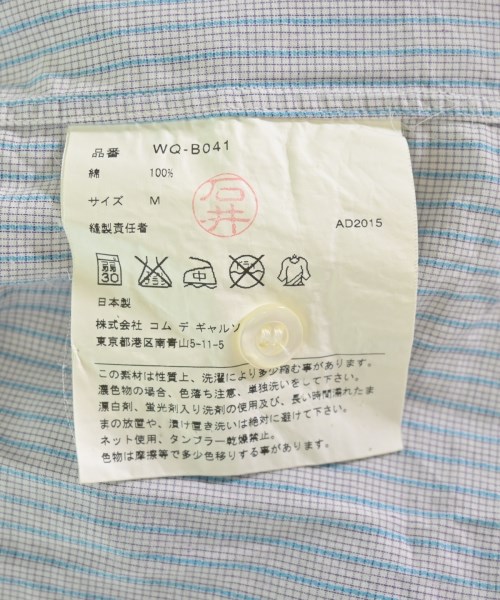 品番 WQ-B041
綿 100%
サイズ M
石井
縫製責任者 AD2015
30 中
日本製
株式会社 コム デ ギャルソ
東京都港区南青山5-11-5
この素材は性質上、洗濯により多少縮む事があります。
濃色物の場合、色落ち注意、単独洗いをして下さい。
漂白剤、蛍光剤入り洗剤の使用及び、長い時間濡れたま
まの放置や、漬け置き洗いは絶対に避けて下さい。
ネット使用、タンブラー乾燥禁止。
色物は摩擦等で多少色移りする事が有ります。